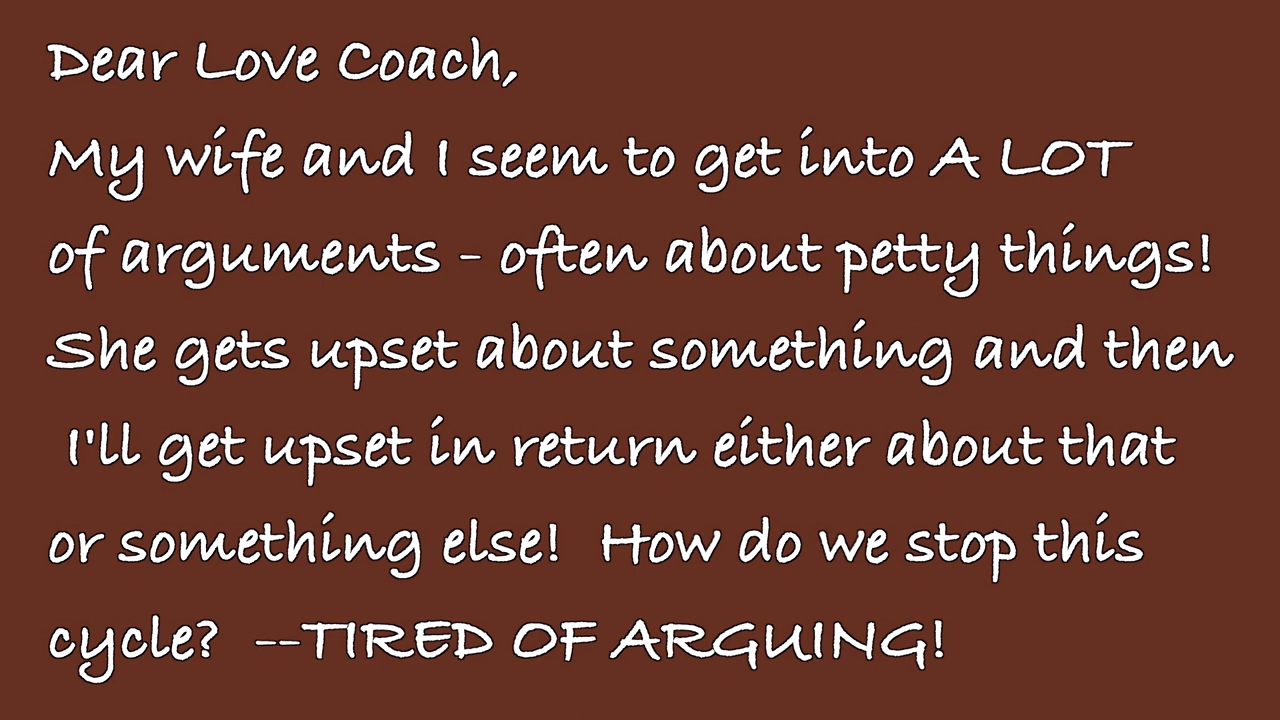 Dear Love Coach,
My wife and I seem to get into A LOT
of arguments - often about petty things!
She gets upset about something and then
I'll get upset in return either about that
or something else! How do we stop this
cycle? --TIRED OF ARGUING!